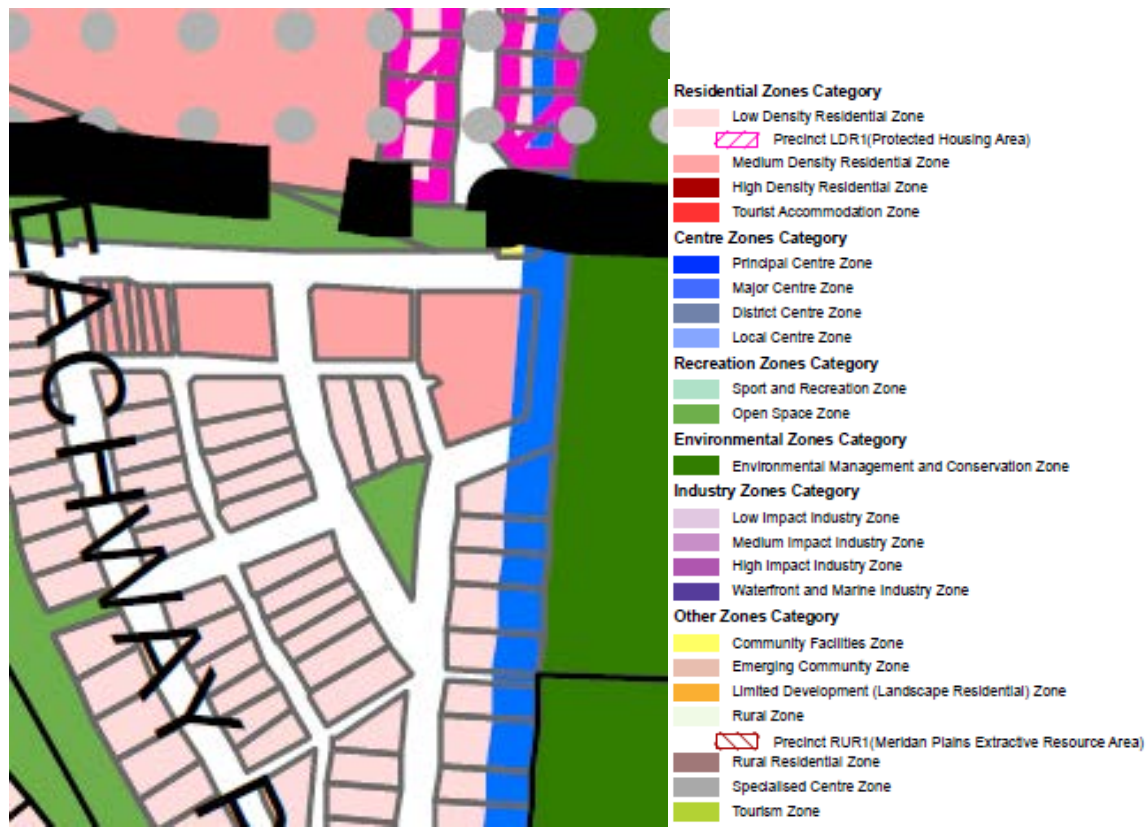 EACHWAY
Residential Zones Category
Low Density Residential Zone
Precinct LDR1(Protected Housing Area)
Medium Density Residential Zone
High Density Residential Zone
Tourist Accommodation Zone
Centre Zones Category
Principal Centre Zone
Major Centre Zone
District Centre Zone
Local Centre Zone
Recreation Zones Category
Sport and Recreation Zone
Open Space Zone
Environmental Zones Category
Environmental Management and Conservation Zone
Industry Zones Category
Low Impact Industry Zone
Medium Impact Industry Zone
High Impact Industry Zone
Waterfront and Marine Industry Zone
Other Zones Category
Community Facilities Zone
Emerging Community Zone
Limited Development (Landscape Residential) Zone
Rural Zone
Precinct RUR1(Meridan Plains Extractive Resource Area)
Rural Residential Zone
Specialised Centre Zone
Tourism Zone